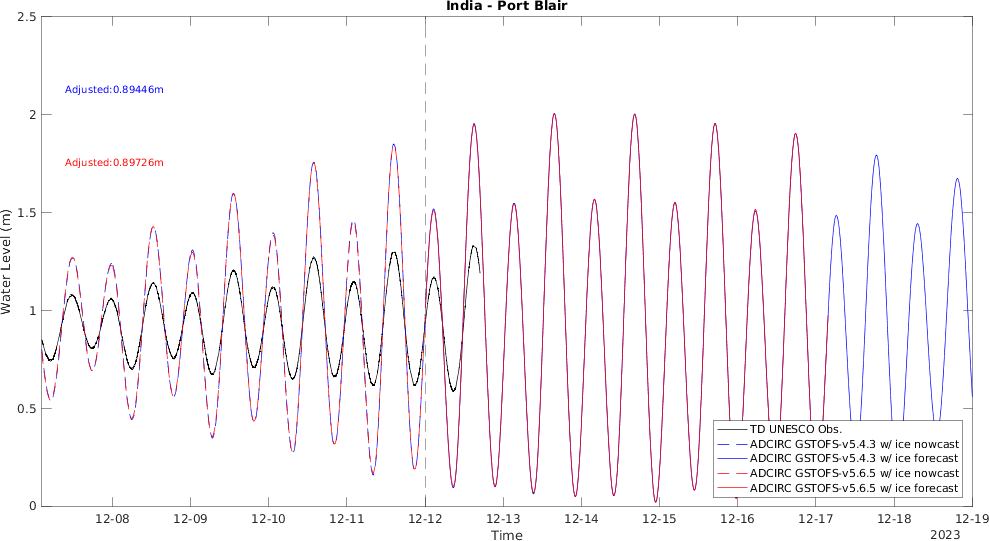 India - Port Blair
2.5
Adjusted:0.89446m
2
Adjusted:0.89726m
1.5
Water Level (m)
1
0.5
TD UNESCO Obs.
ADCIRC GSTOFS-v5.4.3 w/ ice nowcast
ADCIRC GSTOFS-v5.4.3 w/ ice forecast
ADCIRC GSTOFS-v5.6.5 w/ ice nowcast
ADCIRC GSTOFS-v5.6.5 w/ ice forecast
0
12-08 12-09 12-10 12-11 12-12 12-13 12-14 12-15 12-16 12-17 12-18 12-19
Time
2023